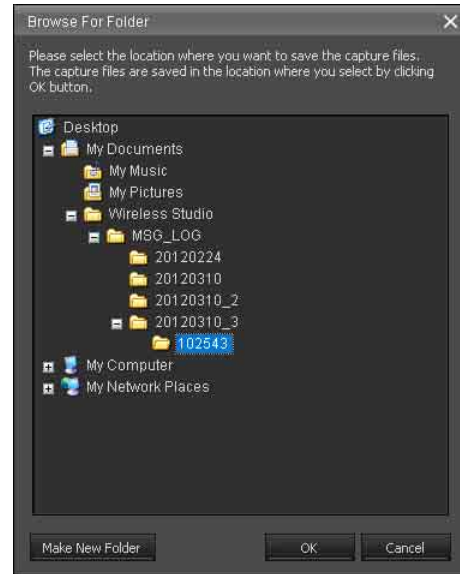 Browse For Folder
Please select the location where you want to save the capture files.
The capture files are saved in the location where you select by clicking
OK button.
Desktop
My Documents
My Music
My Pictures
Wireless Studio
MSG_LOG
20120224
20120310
20120310_2
20120310_3
102543
My Computer
My Network Places
Make New Folder
OK
Cancel